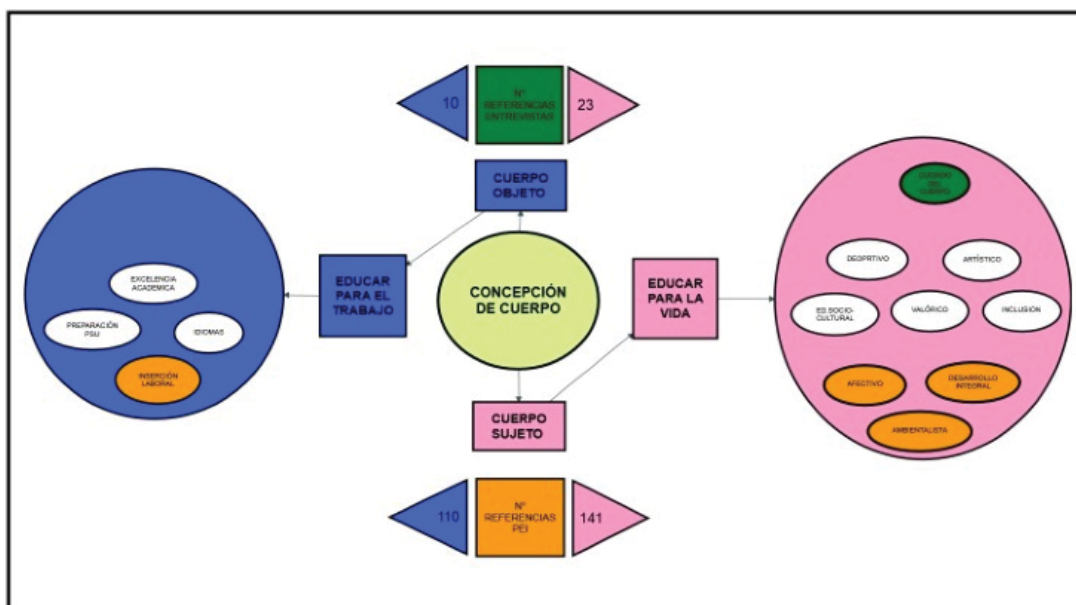 10
Nº
REFERENCIAS
ENTREVISTAS
23
CUERPO
OBJETO
EDUCAR
PARA EL
TRABAJO
EXCELENCIA
ACADEMICA
PREPARACIÓN
PSU
IDIOMAS
INSERCIÓN
LABORAL
CONCEPCIÓN
DE CUERPO
EDUCAR
PARA LA
VIDA
CUIDADO
DEL
CUERPO
DEOPRTIVO
ARTÍSTICO
ED.SOCIO-
CULTURAL
VALÓRICO
INCLUSIÓN
AFECTIVO
DESARROLLO
INTEGRAL
AMBIENTALISTA
CUERPO
SUJETO
110
Nº
REFERENCIAS
PEI
141